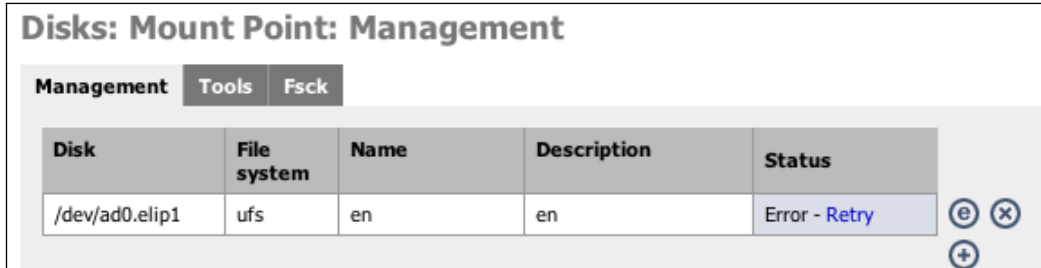 Disks: Mount Point: Management
Management Tools Fsck
Disk File system Name Description Status
/dev/ad0.elip1 ufs en en Error - Retry
e x
+